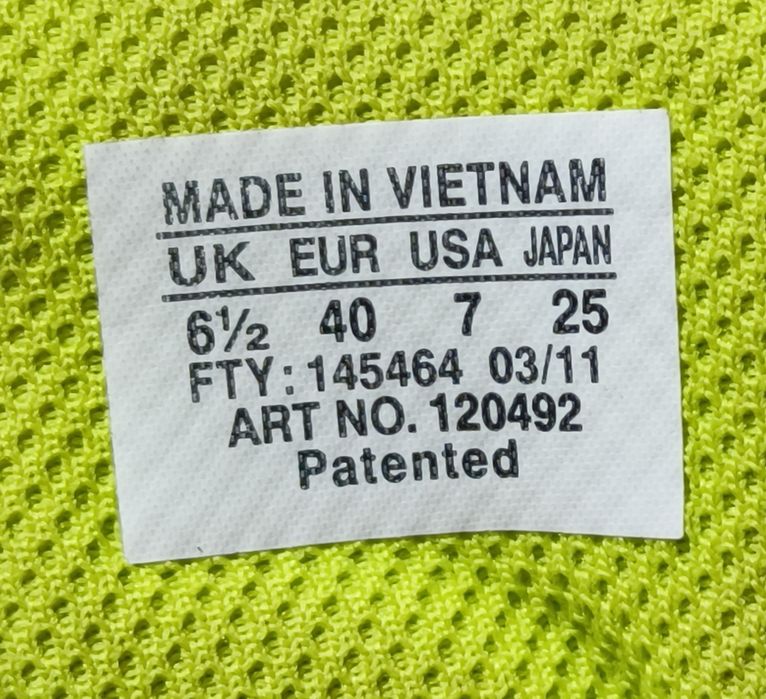 MADE IN VIETNAM
UK EUR USA JAPAN
6½ 40 7 25
FTY: 145464 03/11
ART NO. 120492
Patented